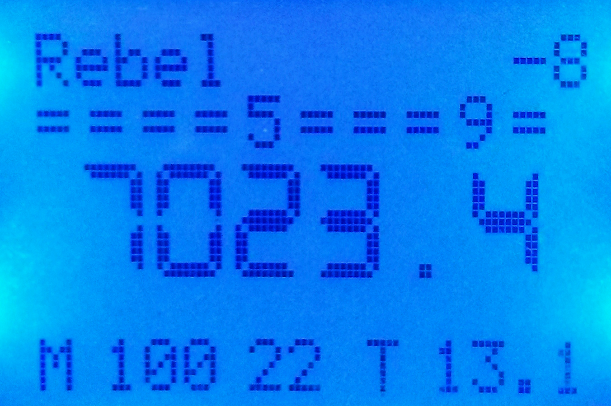 Rebel -8
====5===9=
7023.4
M 100 22 T 13.1